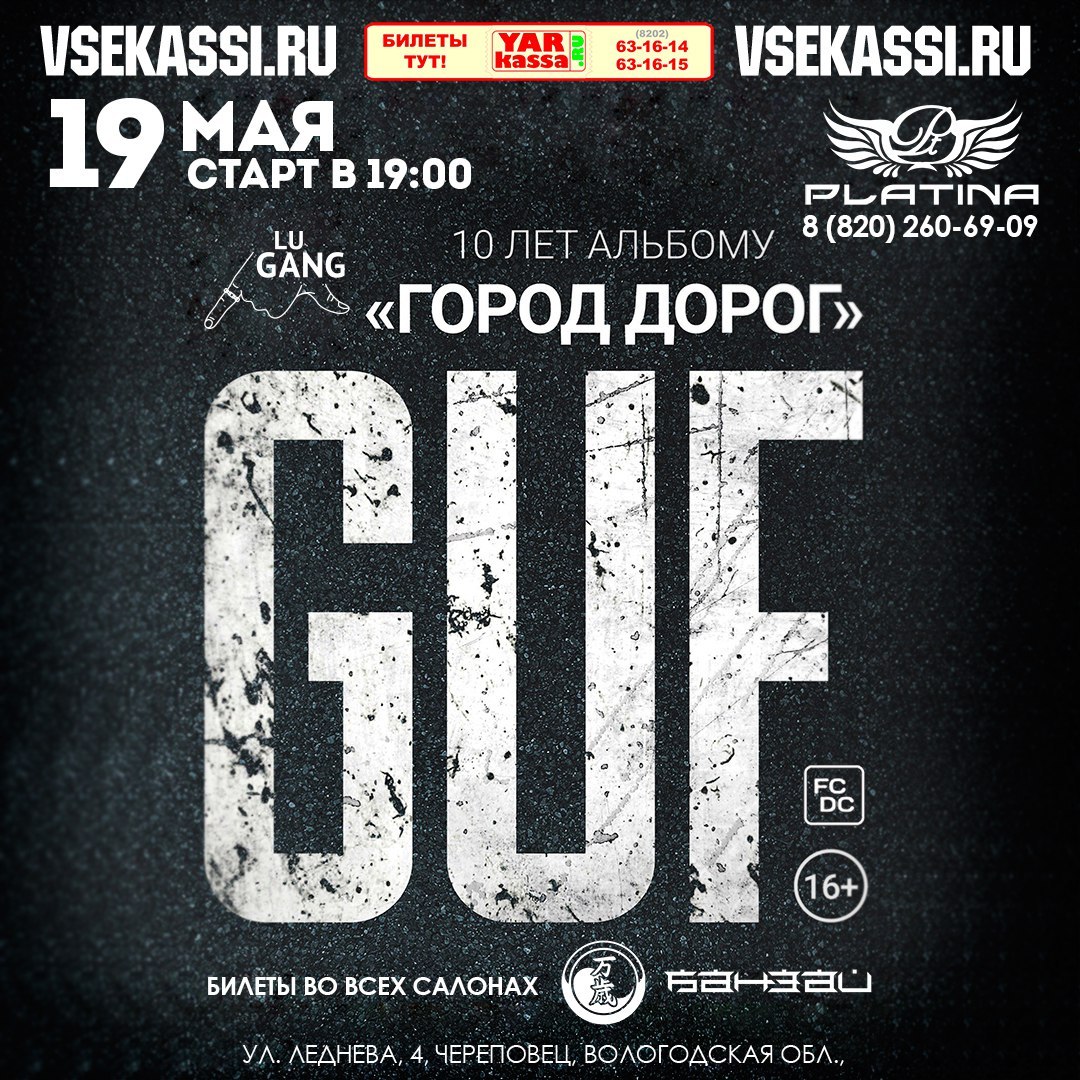 VSEKASSI.RU
БИЛЕТЫ
ТУТ!
YAR
kassa
.RU
(8202)
63-16-14
63-16-15
VSEKASSI.RU
19 МАЯ
СТАРТ В 19:00
Pt
PLATINA
8 (820) 260-69-09
LU
GANG
10 ЛЕТ АЛЬБОМУ
«ГОРОД ДОРОГ»
GUF
FC
DC
16+
БИЛЕТЫ ВО ВСЕХ САЛОНАХ
万歳
БАНЗАЙ
УЛ. ЛЕДНЕВА, 4, ЧЕРЕПОВЕЦ, ВОЛОГОДСКАЯ ОБЛ.,